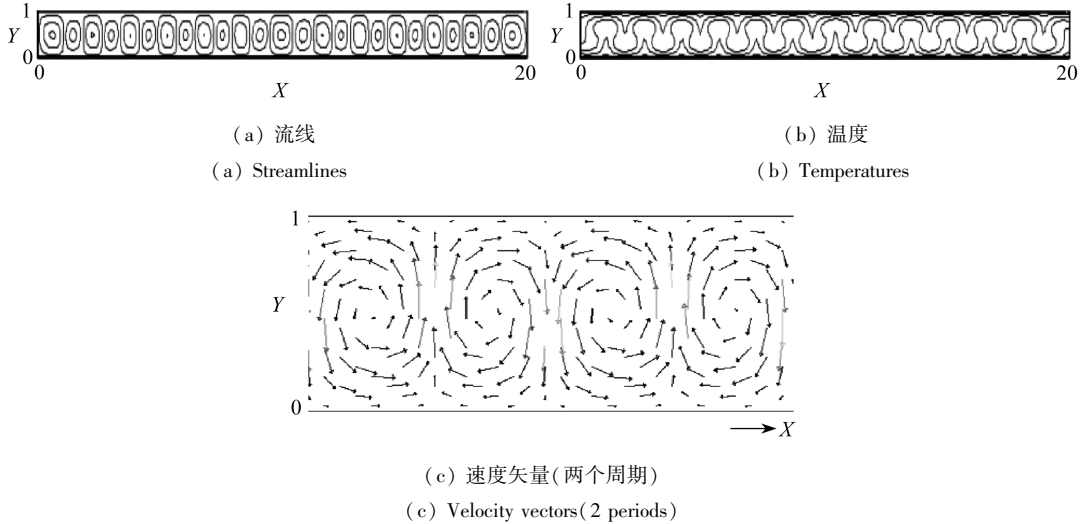 1
Y
0
0
20
X
1
Y
0
0
20
X
(a) 流线
(a) Streamlines
(b) 温度
(b) Temperatures
1
Y
0
X
(c) 速度矢量(两个周期)
(c) Velocity vectors(2 periods)